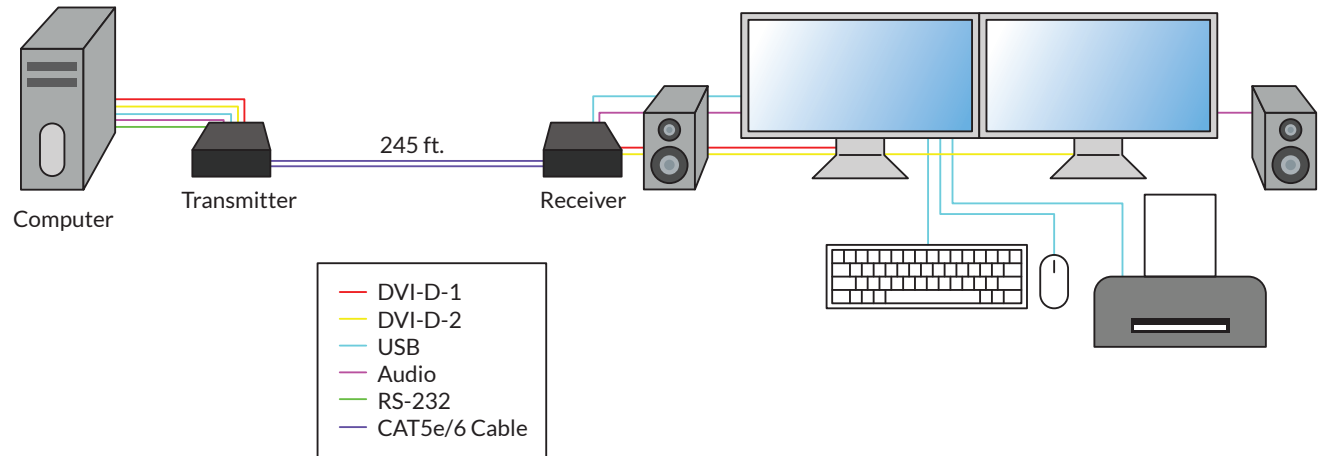 245 ft.
Computer
Transmitter
Receiver
DVI-D-1
DVI-D-2
USB
Audio
RS-232
CAT5e/6 Cable